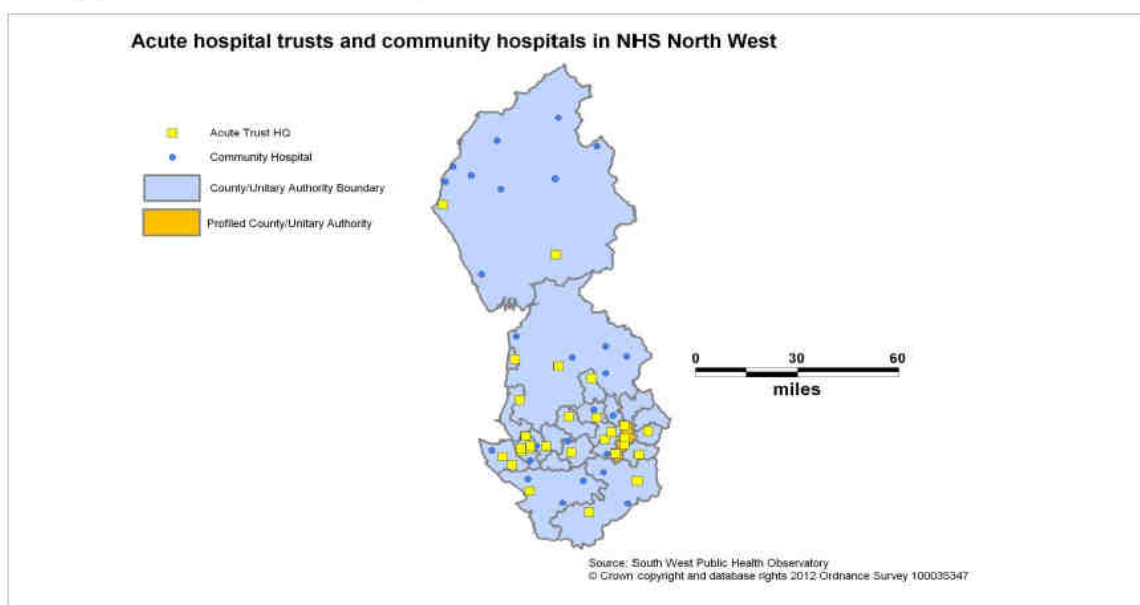 Acute hospital trusts and community hospitals in NHS North West
Acute Trust HQ
Community Hospital
County/Unitary Authority Boundary
Profiled County/Unitary Authority
0 30 60
miles
Source: South West Public Health Observatory
© Crown copyright and database rights 2012 Ordnance Survey 100035347